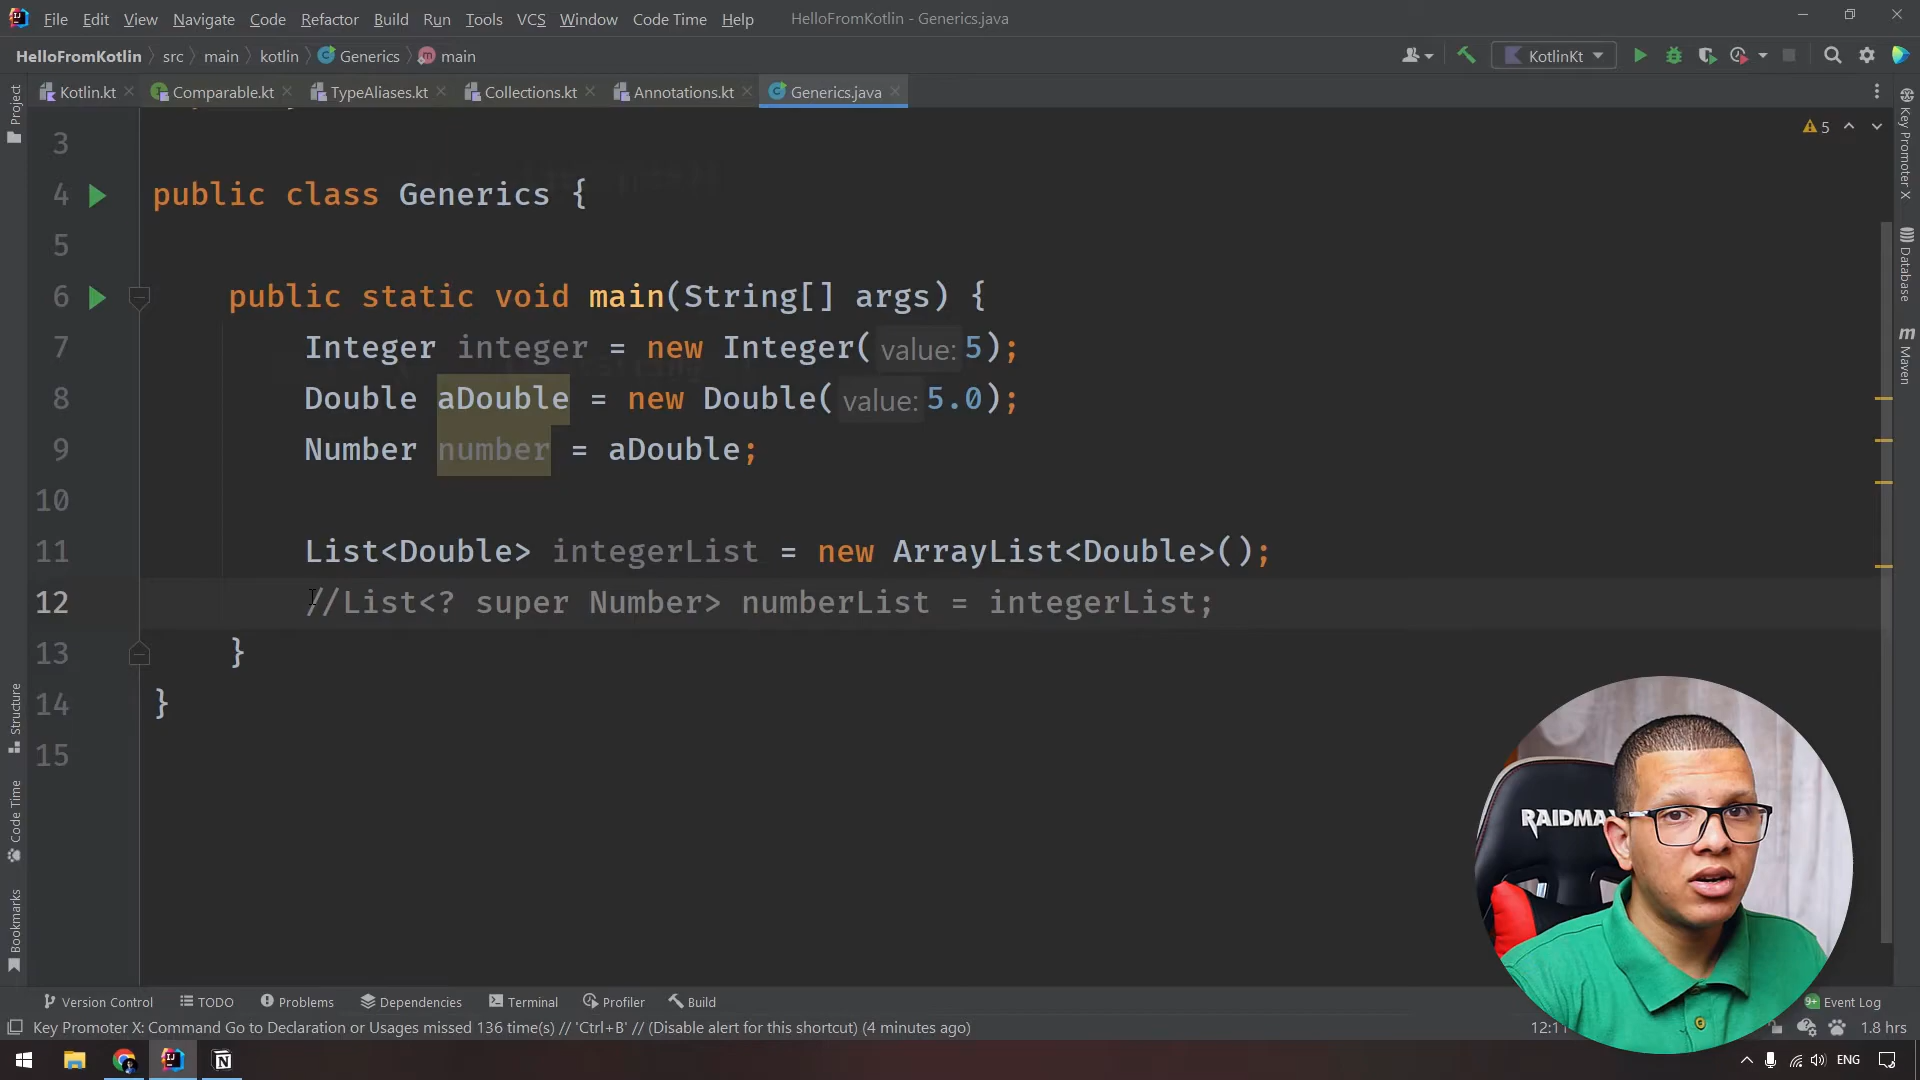 File Edit View Navigate Code Refactor Build Run Tools VCS Window Code Time Help HelloFromKotlin - Generics.java
HelloFromKotlin src main kotlin Generics main KotlinKt
Kotlin.kt Comparable.kt TypeAliases.kt Collections.kt Annotations.kt Generics.java
Project
Structure
Code Time
Bookmarks
5
3
4 public class Generics {
5
6 public static void main(String[] args) {
7 Integer integer = new Integer( value: 5);
8 Double aDouble = new Double( value: 5.0);
9 Number number = aDouble;
10
11 List<Double> integerList = new ArrayList<Double>();
12 //List<? super Number> numberList = integerList;
13 }
14 }
15
Key Promoter X
Database
Maven
RAIDMA
Version Control TODO Problems Dependencies Terminal Profiler Build 9+ Event Log
Key Promoter X: Command Go to Declaration or Usages missed 136 time(s) // 'Ctrl+B' // (Disable alert for this shortcut) (4 minutes ago) 1.8 hrs
ENG